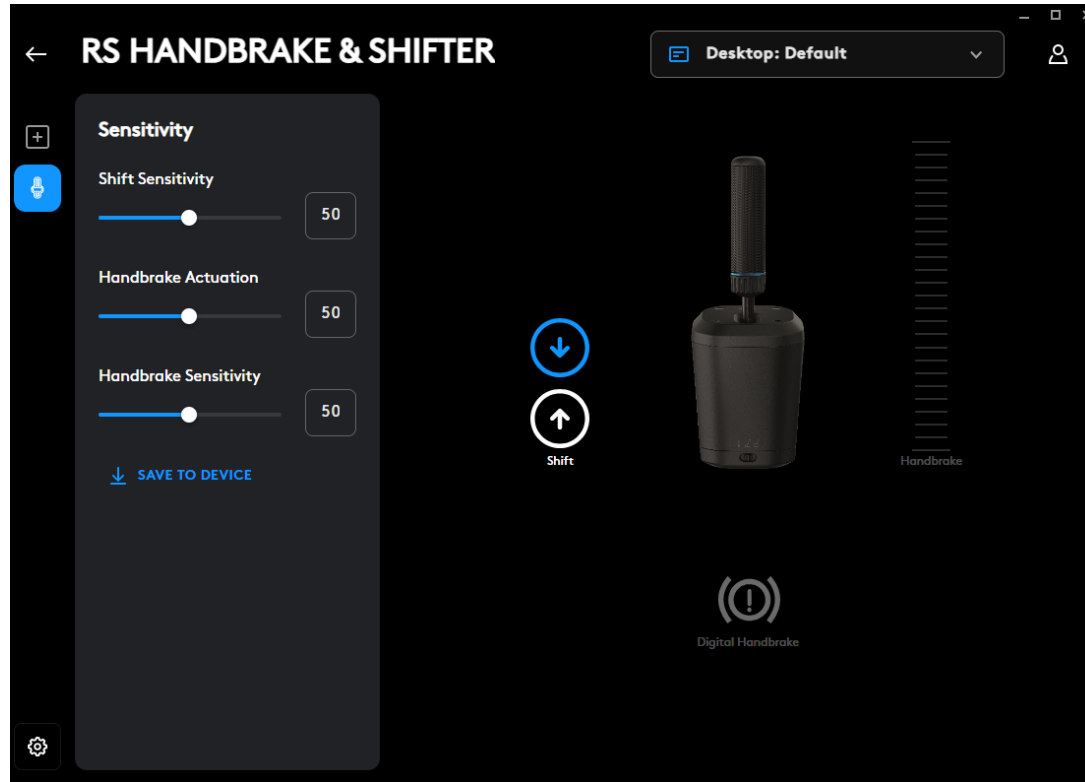 RS HANDBRAKE & SHIFTER
Desktop: Default
Sensitivity
Shift Sensitivity
50
Handbrake Actuation
50
Handbrake Sensitivity
50
SAVE TO DEVICE
Shift
Handbrake
Digital Handbrake